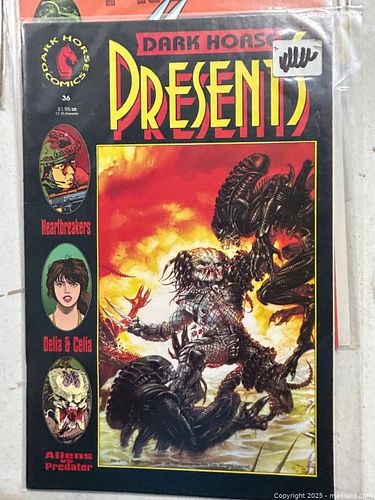 DARK HORSE
COMICS
DARK HORSE
PRESENTS
36
$1.95 US
Heartbreakers
Delia & Celia
Aliens
vs
Predator
Copyright 2025 - maxsold.com